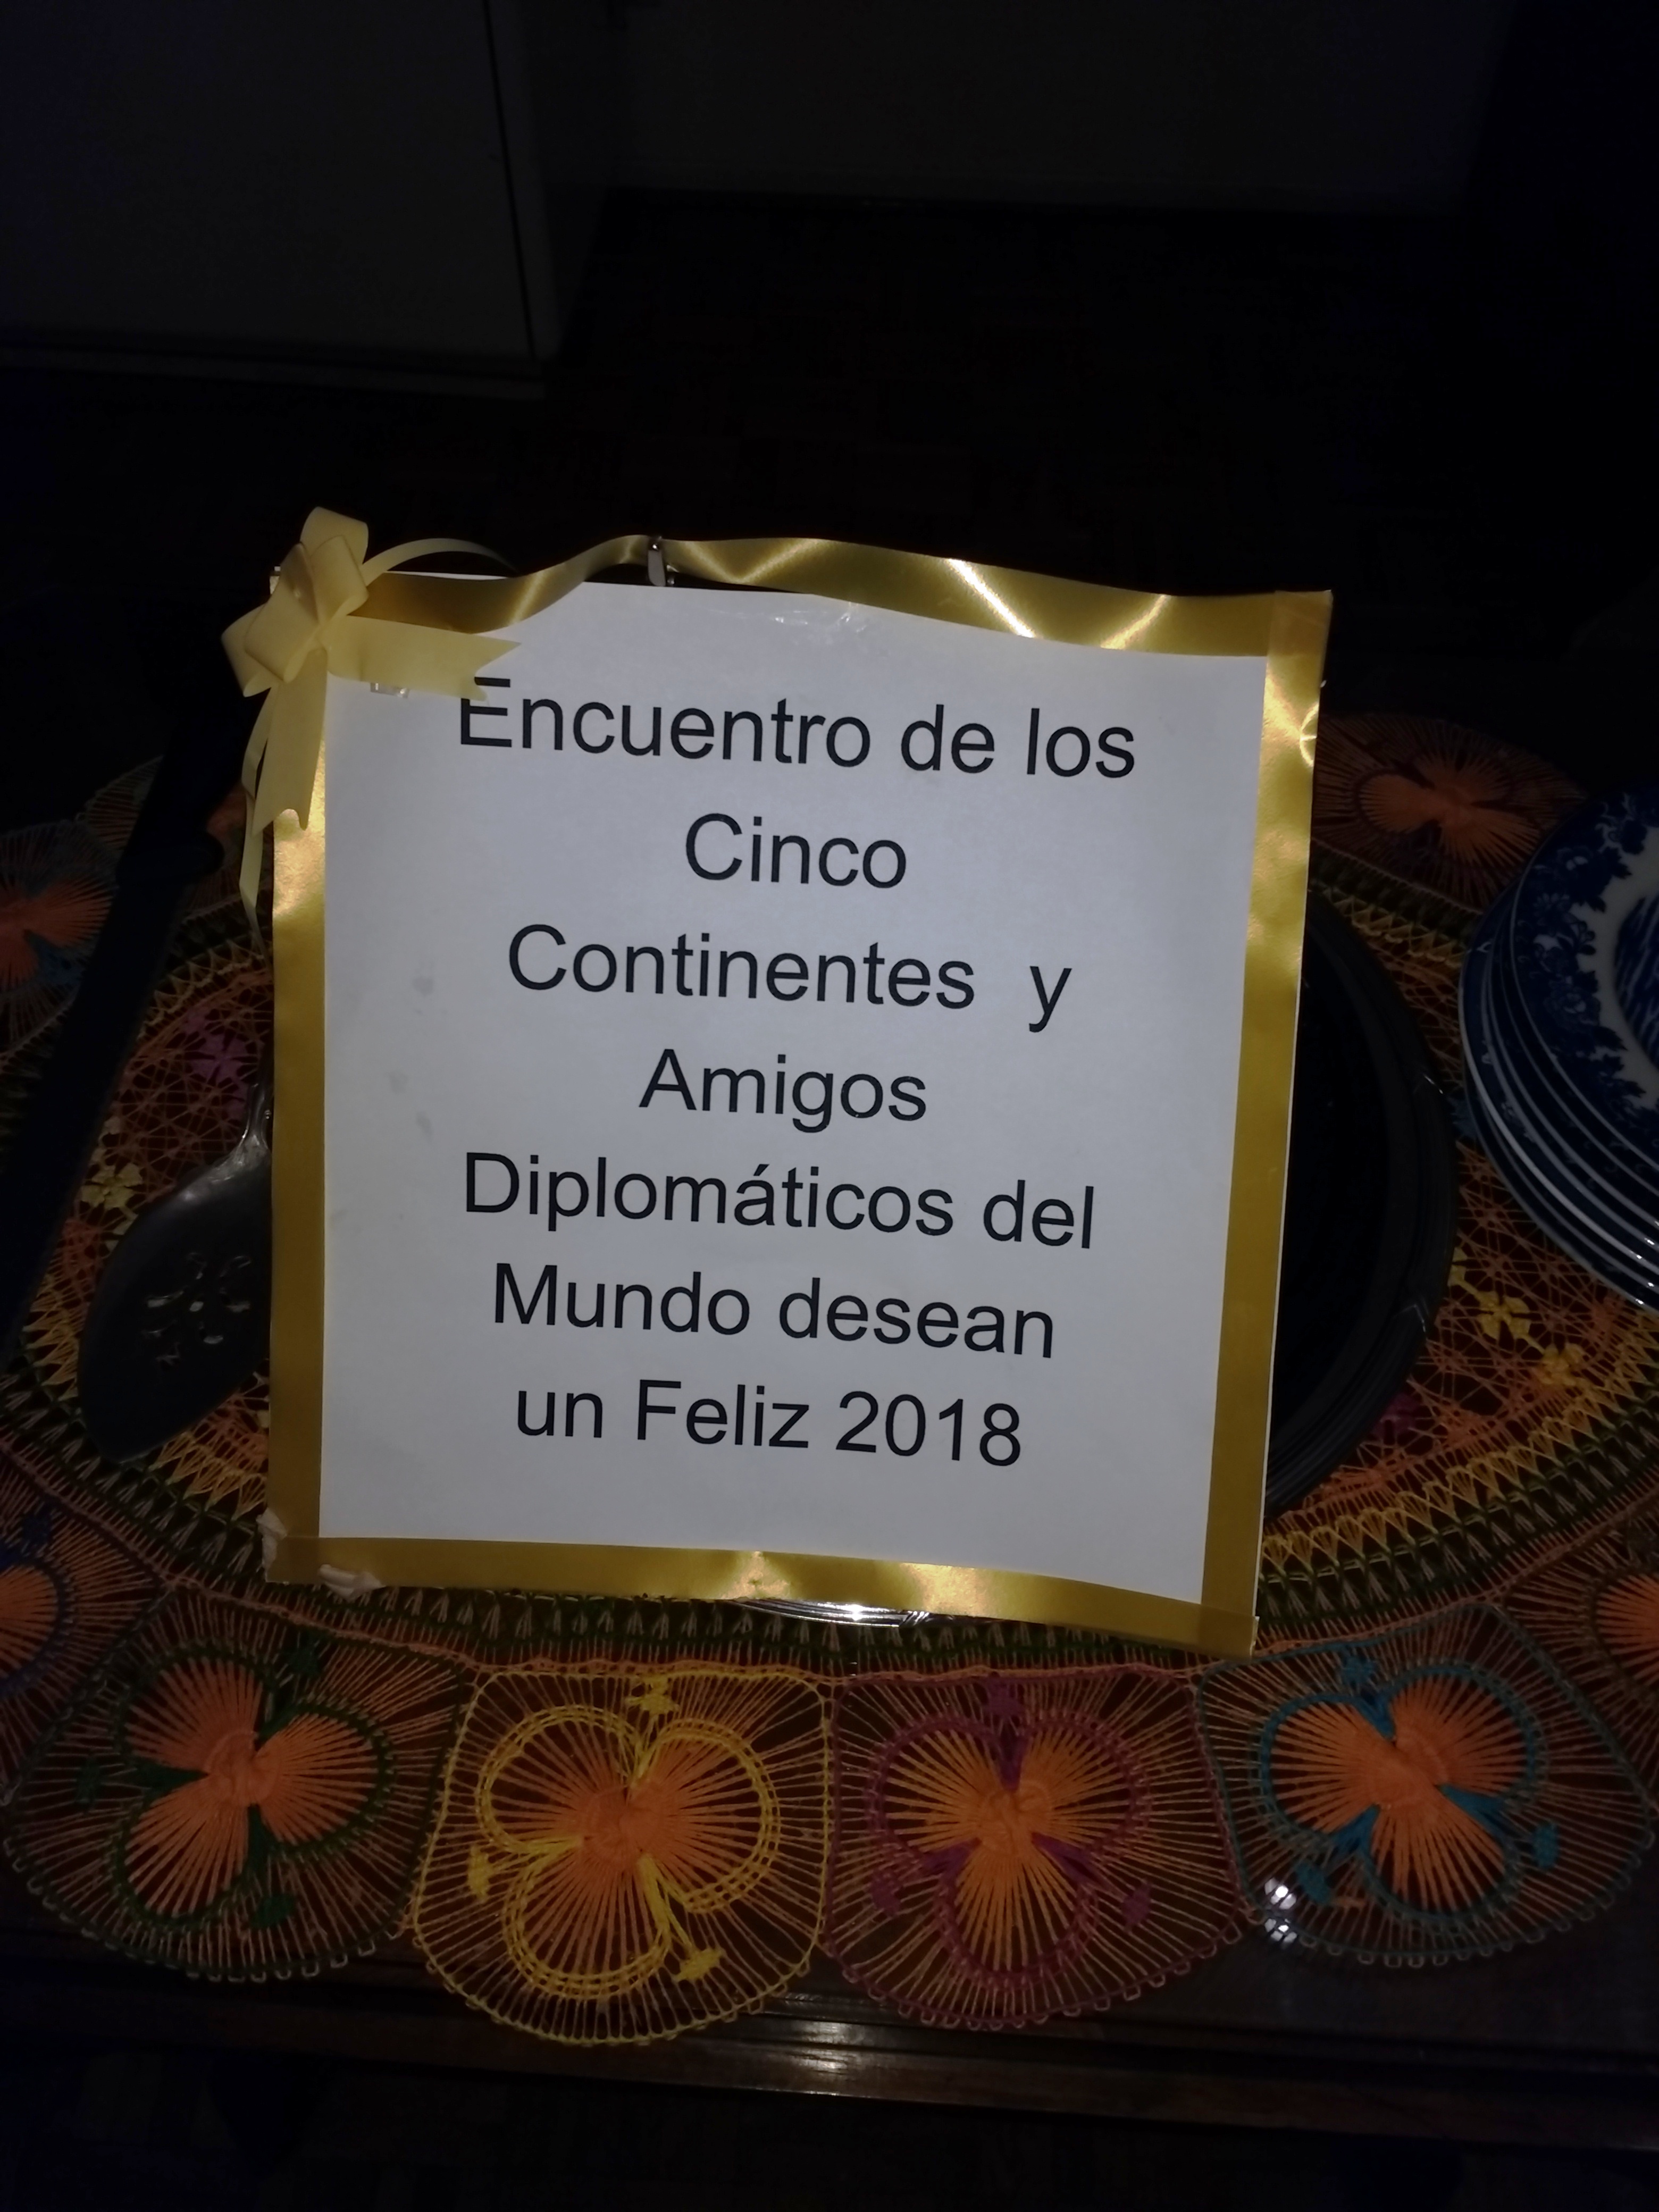 Encuentro de los
Cinco
Continentes y
Amigos
Diplomáticos del
Mundo desean
un Feliz 2018